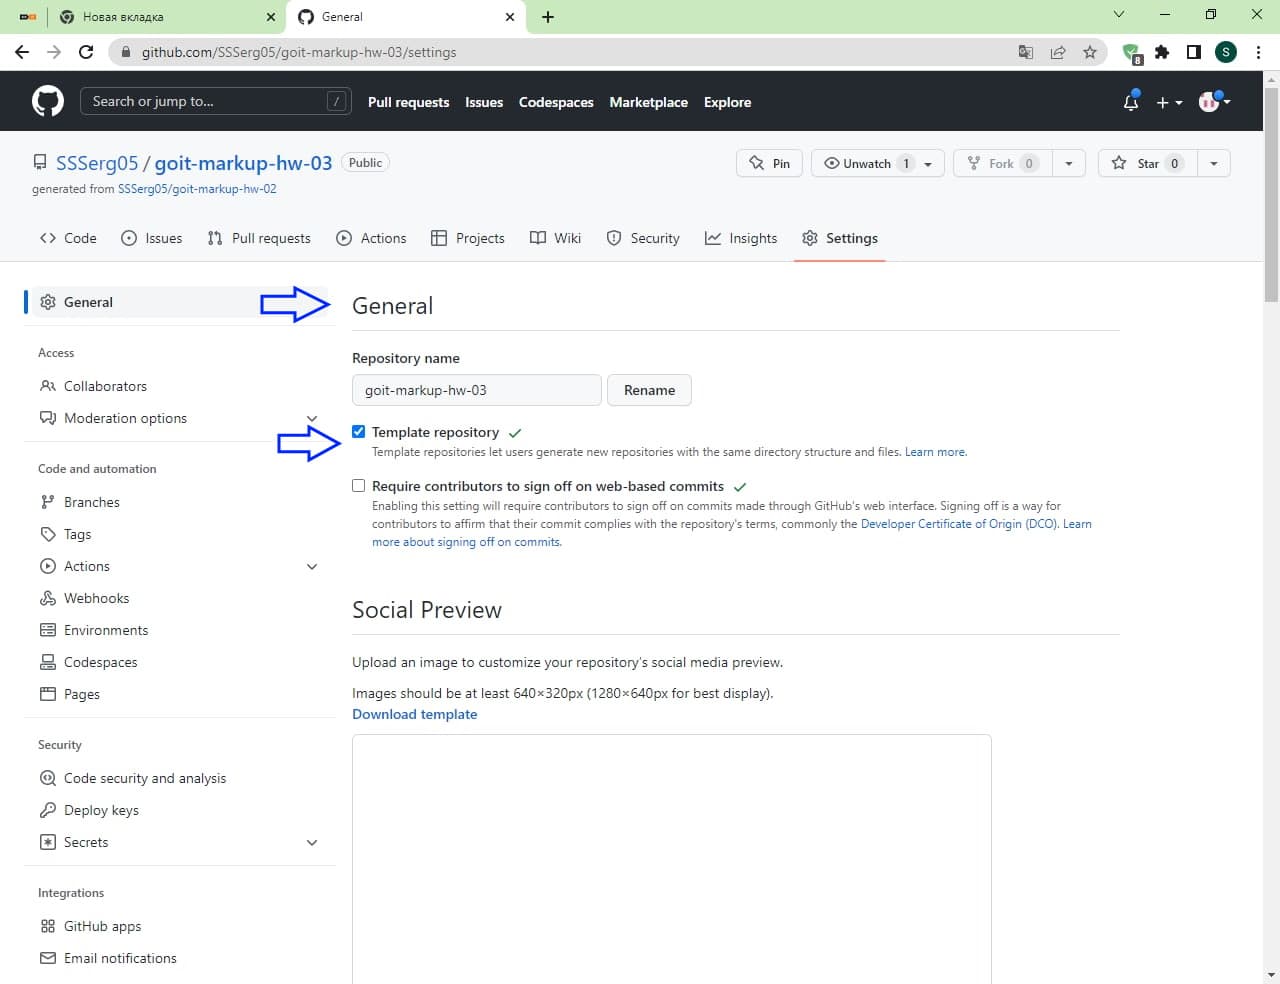 Новая вкладка
General
github.com/SSSerg05/goit-markup-hw-03/settings
8
S
Search or jump to...
/
Pull requests
Issues
Codespaces
Marketplace
Explore
SSSerg05 / goit-markup-hw-03
Public
generated from SSSerg05/goit-markup-hw-02
Pin
Unwatch 1
Fork 0
Star 0
Code
Issues
Pull requests
Actions
Projects
Wiki
Security
Insights
Settings
General
Access
Collaborators
Moderation options
Code and automation
Branches
Tags
Actions
Webhooks
Environments
Codespaces
Pages
Security
Code security and analysis
Deploy keys
Secrets
Integrations
GitHub apps
Email notifications
General
Repository name
goit-markup-hw-03
Rename
Template repository
Template repositories let users generate new repositories with the same directory structure and files. Learn more.
Require contributors to sign off on web-based commits
Enabling this setting will require contributors to sign off on commits made through GitHub's web interface. Signing off is a way for
contributors to affirm that their commit complies with the repository's terms, commonly the Developer Certificate of Origin (DCO). Learn
more about signing off on commits.
Social Preview
Upload an image to customize your repository's social media preview.
Images should be at least 640×320px (1280×640px for best display).
Download template